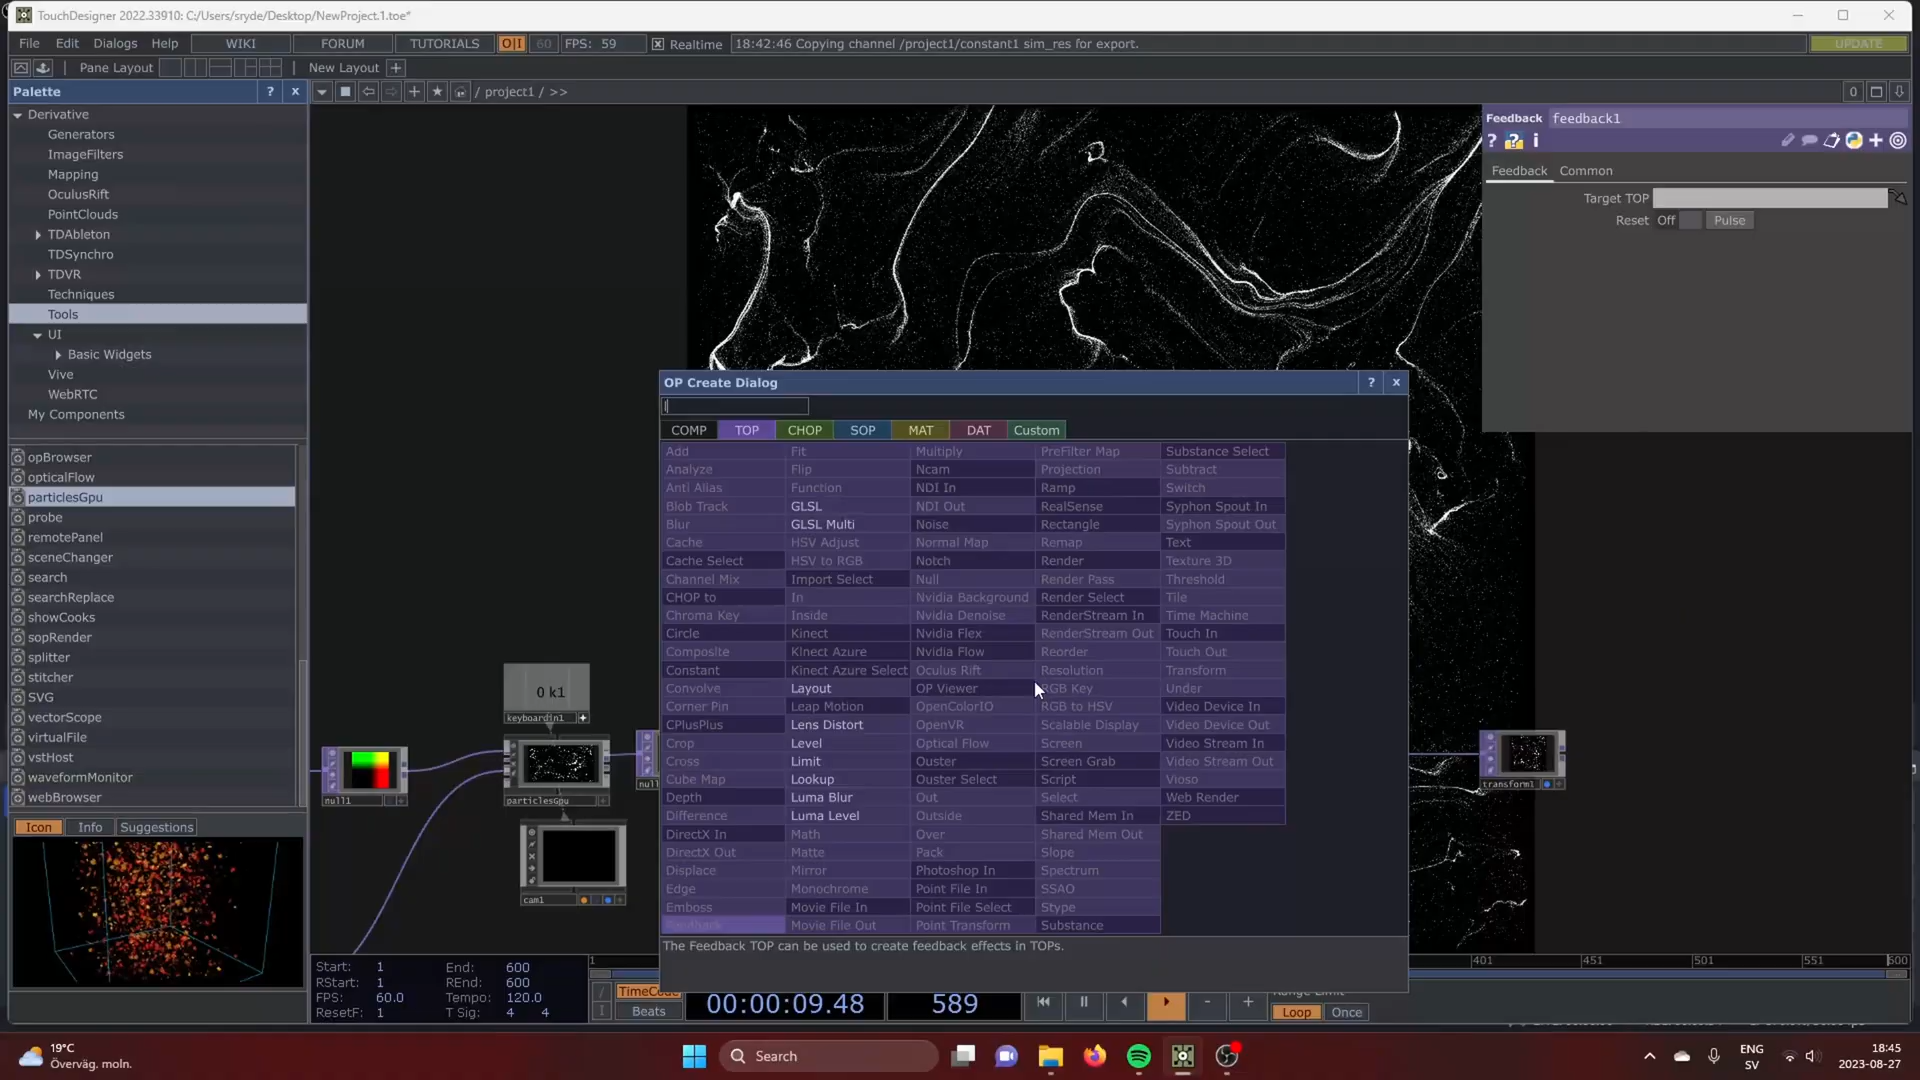 TouchDesigner 2022.33910: C:/Users/sryde/Desktop/NewProject.1.toe*
File Edit Dialogs Help WIKI FORUM TUTORIALS O|I 60 FPS: 59 Realtime 18:42:46 Copying channel /project1/constant1 sim_res for export. UPDATE
Pane Layout New Layout +
Palette ? x / project1 / >> 0
Derivative
Generators
ImageFilters
Mapping
OculusRift
PointClouds
TDAbleton
TDSynchro
TDVR
Techniques
Tools
UI
Basic Widgets
Vive
WebRTC
My Components
opBrowser
opticalFlow
particlesGpu
probe
remotePanel
sceneChanger
search
searchReplace
showCooks
sopRender
splitter
stitcher
SVG
vectorScope
virtualFile
vstHost
waveformMonitor
webBrowser
Icon Info Suggestions
Feedback feedback1
? ? i
Feedback Common
Target TOP
Reset Off Pulse
0 k1
keyboardin1
null1
particlesGpu
cam1
null
transform1
OP Create Dialog ? x
l
COMP TOP CHOP SOP MAT DAT Custom
Add Fit Multiply PreFilter Map Substance Select
Analyze Flip Ncam Projection Subtract
Anti Alias Function NDI In Ramp Switch
Blob Track GLSL NDI Out RealSense Syphon Spout In
Blur GLSL Multi Noise Rectangle Syphon Spout Out
Cache HSV Adjust Normal Map Remap Text
Cache Select HSV to RGB Notch Render Texture 3D
Channel Mix Import Select Null Render Pass Threshold
CHOP to In Nvidia Background Render Select Tile
Chroma Key Inside Nvidia Denoise RenderStream In Time Machine
Circle Kinect Nvidia Flex RenderStream Out Touch In
Composite Kinect Azure Nvidia Flow Reorder Touch Out
Constant Kinect Azure Select Oculus Rift Resolution Transform
Convolve Layout OP Viewer RGB Key Under
Corner Pin Leap Motion OpenColorIO RGB to HSV Video Device In
CPlusPlus Lens Distort OpenVR Scalable Display Video Device Out
Crop Level Optical Flow Screen Video Stream In
Cross Limit Ouster Screen Grab Video Stream Out
Cube Map Lookup Ouster Select Script Vioso
Depth Luma Blur Out Select Web Render
Difference Luma Level Outside Shared Mem In ZED
DirectX In Math Over Shared Mem Out
DirectX Out Matte Pack Slope
Displace Mirror Photoshop In Spectrum
Edge Monochrome Point File In SSAO
Emboss Movie File In Point File Select Stype
Feedback Movie File Out Point Transform Substance
The Feedback TOP can be used to create feedback effects in TOPs.
Start: 1 End: 600
RStart: 1 REnd: 600
FPS: 60.0 Tempo: 120.0
ResetF: 1 T Sig: 4 4
1 401 451 501 551 600
TimeCode
Beats
00:00:09.48 589
- +
Range Limit
Loop Once
19°C
Överväg. moln.
Search
ENG
SV
18:45
2023-08-27